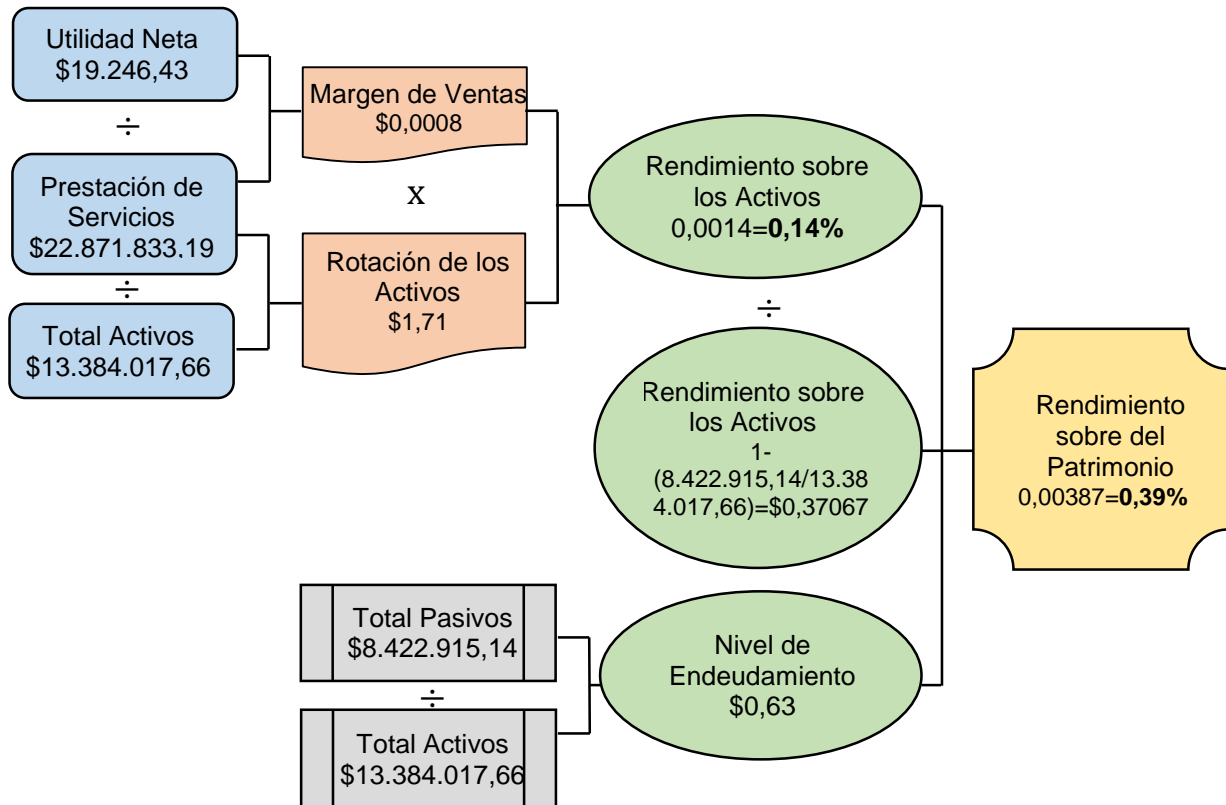 Utilidad Neta
$19.246,43
÷
Prestación de
Servicios
$22.871.833,19
÷
Total Activos
$13.384.017,66
Margen de Ventas
$0,0008
x
Rotación de los
Activos
$1,71
Rendimiento sobre
los Activos
0,0014=0,14%
÷
Rendimiento sobre
los Activos
1-
(8.422.915,14/13.38
4.017,66)=$0,37067
Total Pasivos
$8.422.915,14
÷
Total Activos
$13.384.017,66
Nivel de
Endeudamiento
$0,63
Rendimiento
sobre del
Patrimonio
0,00387=0,39%